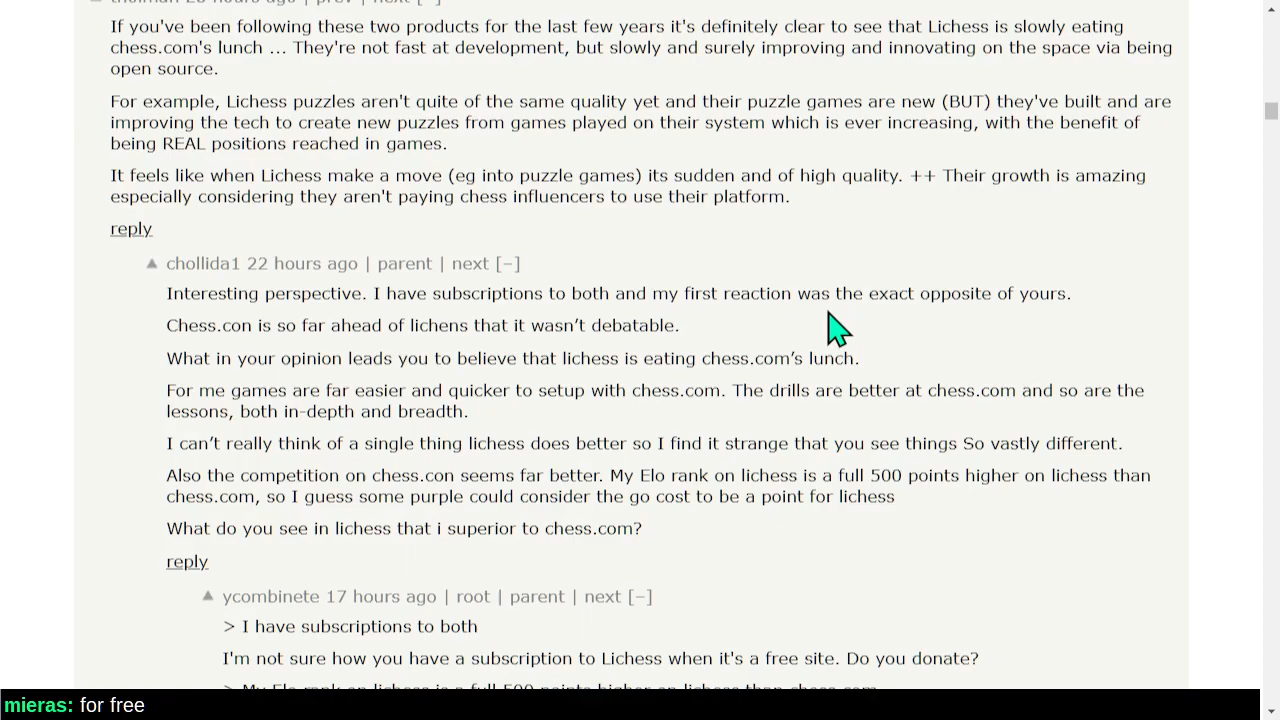 If you've been following these two products for the last few years it's definitely clear to see that Lichess is slowly eating
chess.com's lunch ... They're not fast at development, but slowly and surely improving and innovating on the space via being
open source.
For example, Lichess puzzles aren't quite of the same quality yet and their puzzle games are new (BUT) they've built and are
improving the tech to create new puzzles from games played on their system which is ever increasing, with the benefit of
being REAL positions reached in games.
It feels like when Lichess make a move (eg into puzzle games) its sudden and of high quality. ++ Their growth is amazing
especially considering they aren't paying chess influencers to use their platform.
reply
▲ chollida1 22 hours ago | parent | next [–]
Interesting perspective. I have subscriptions to both and my first reaction was the exact opposite of yours.
Chess.con is so far ahead of lichens that it wasn’t debatable.
What in your opinion leads you to believe that lichess is eating chess.com’s lunch.
For me games are far easier and quicker to setup with chess.com. The drills are better at chess.com and so are the
lessons, both in-depth and breadth.
I can’t really think of a single thing lichess does better so I find it strange that you see things So vastly different.
Also the competition on chess.con seems far better. My Elo rank on lichess is a full 500 points higher on lichess than
chess.com, so I guess some purple could consider the go cost to be a point for lichess
What do you see in lichess that i superior to chess.com?
reply
▲ ycombinete 17 hours ago | root | parent | next [–]
> I have subscriptions to both
I'm not sure how you have a subscription to Lichess when it's a free site. Do you donate?
> My Elo rank on lichess is a full 500 points higher on lichess than chess.com
mieras: for free